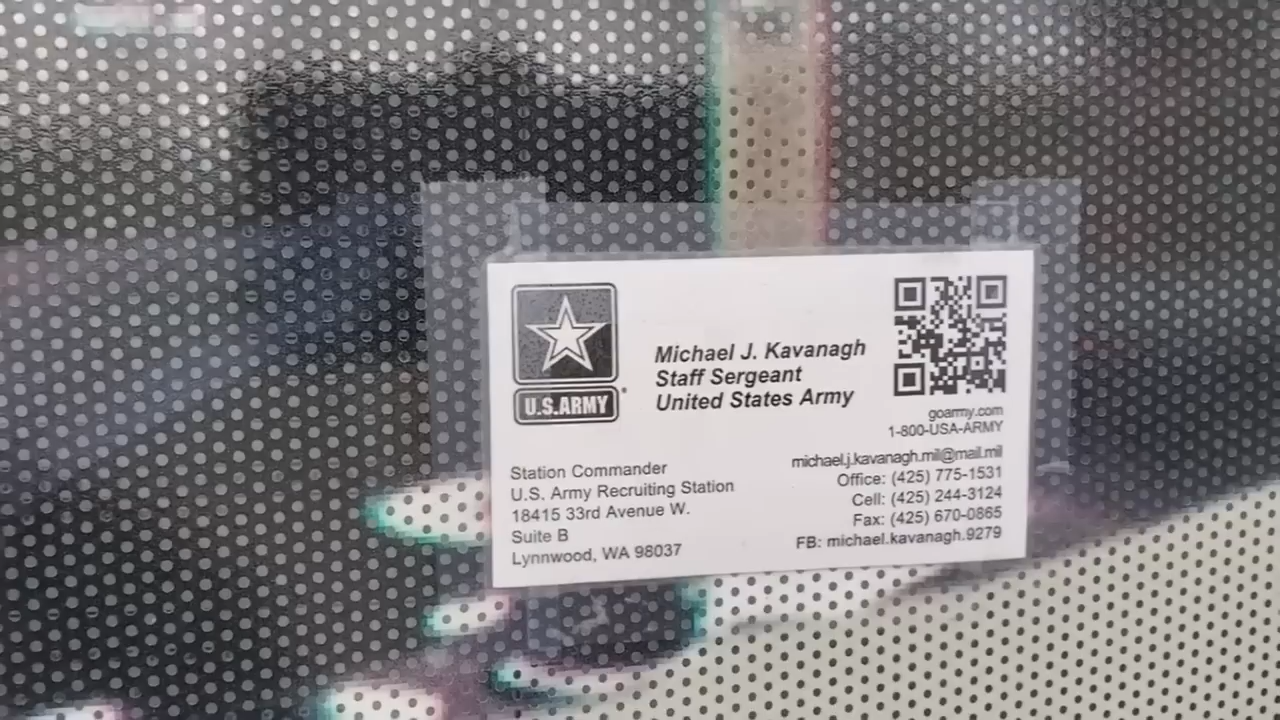 U.S.ARMY
Michael J. Kavanagh
Staff Sergeant
United States Army
goarmy.com
1-800-USA-ARMY
Station Commander
U.S. Army Recruiting Station
18415 33rd Avenue W.
Suite B
Lynnwood, WA 98037
michael.j.kavanagh.mil@mail.mil
Office: (425) 775-1531
Cell: (425) 244-3124
Fax: (425) 670-0865
FB: michael.kavanagh.9279